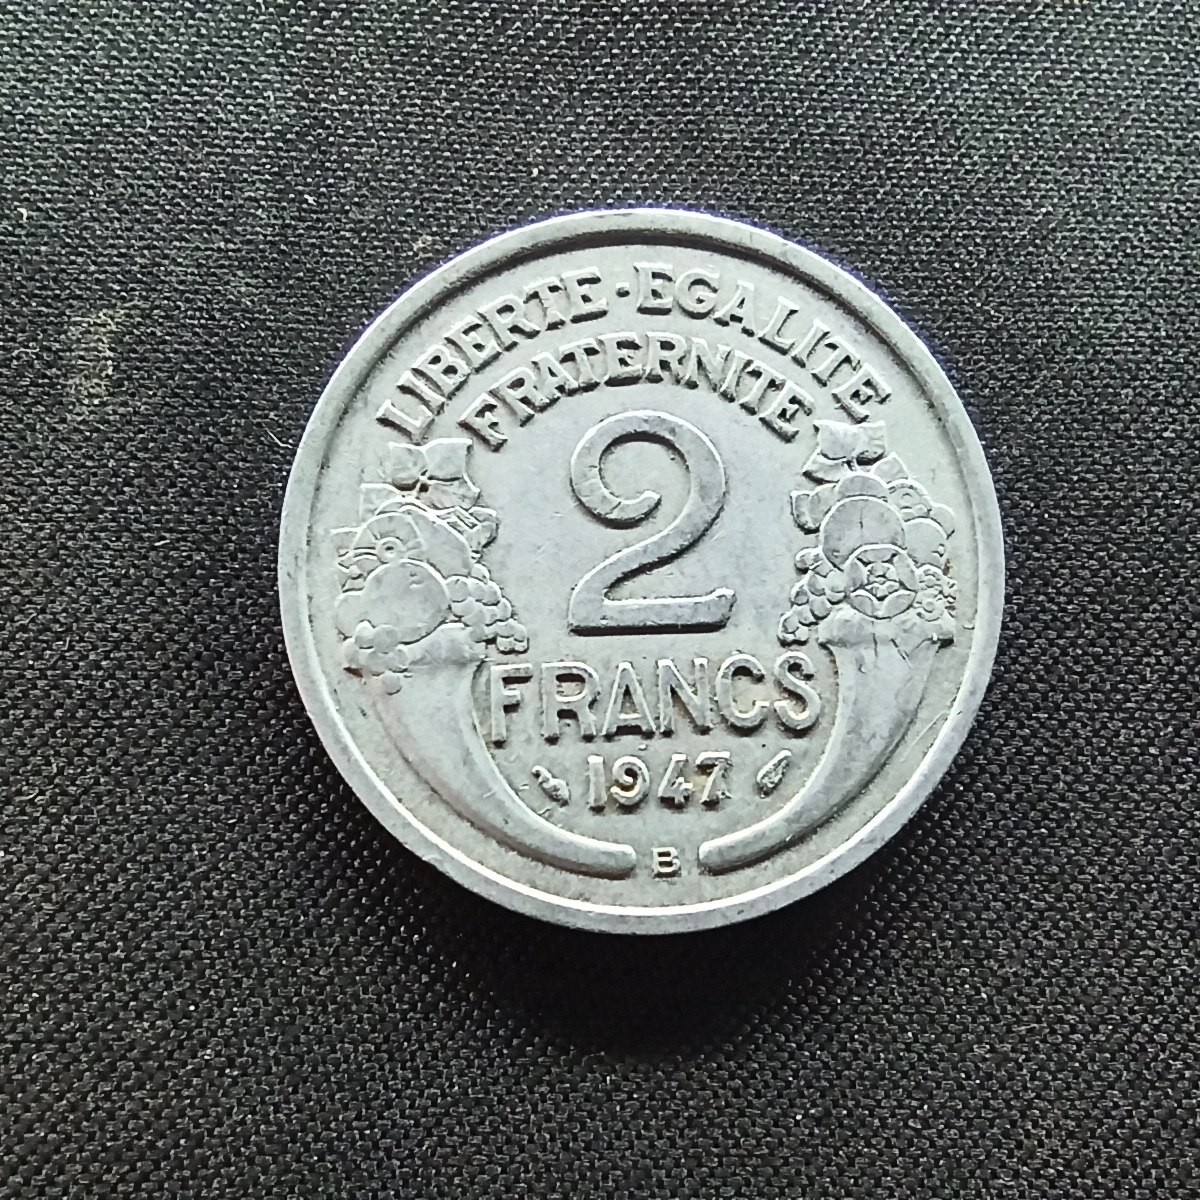 LIBERTE · EGALITE
FRATERNITE
2
FRANCS
1947
B